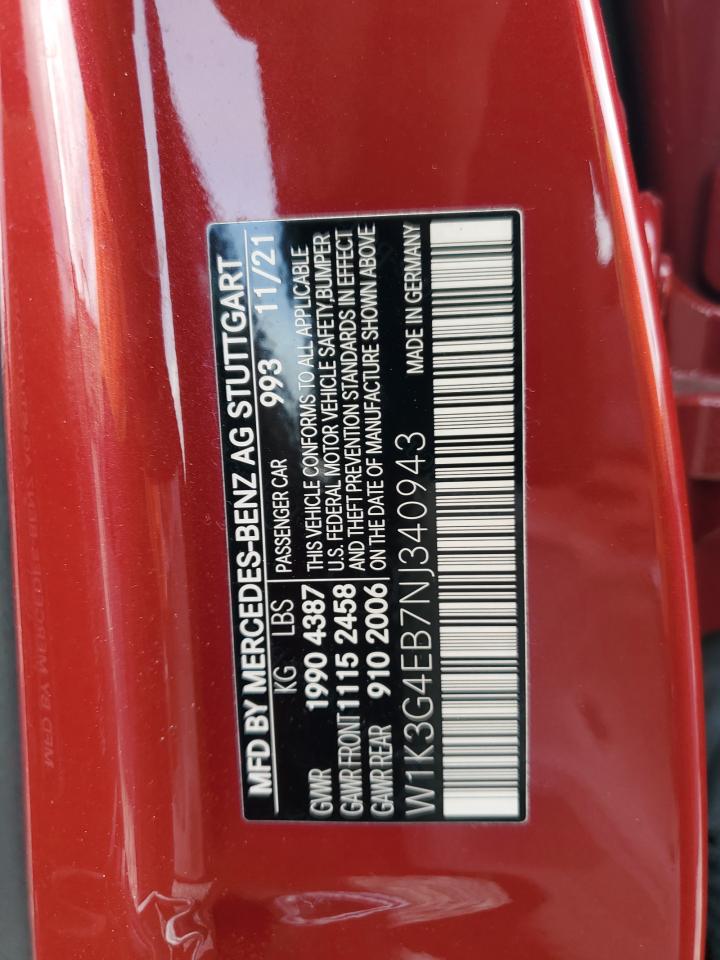 MFD BY MERCEDES-BENZ AG STUTTGART
KG LBS 993 11/21
PASSENGER CAR
GVWR 1990 4387 THIS VEHICLE CONFORMS TO ALL APPLICABLE
U.S. FEDERAL MOTOR VEHICLE SAFETY,BUMPER
GAWR FRONT 1115 2458 AND THEFT PREVENTION STANDARDS IN EFFECT
GAWR REAR 910 2006 ON THE DATE OF MANUFACTURE SHOWN ABOVE
W1K3G4EB7NJ340943 MADE IN GERMANY